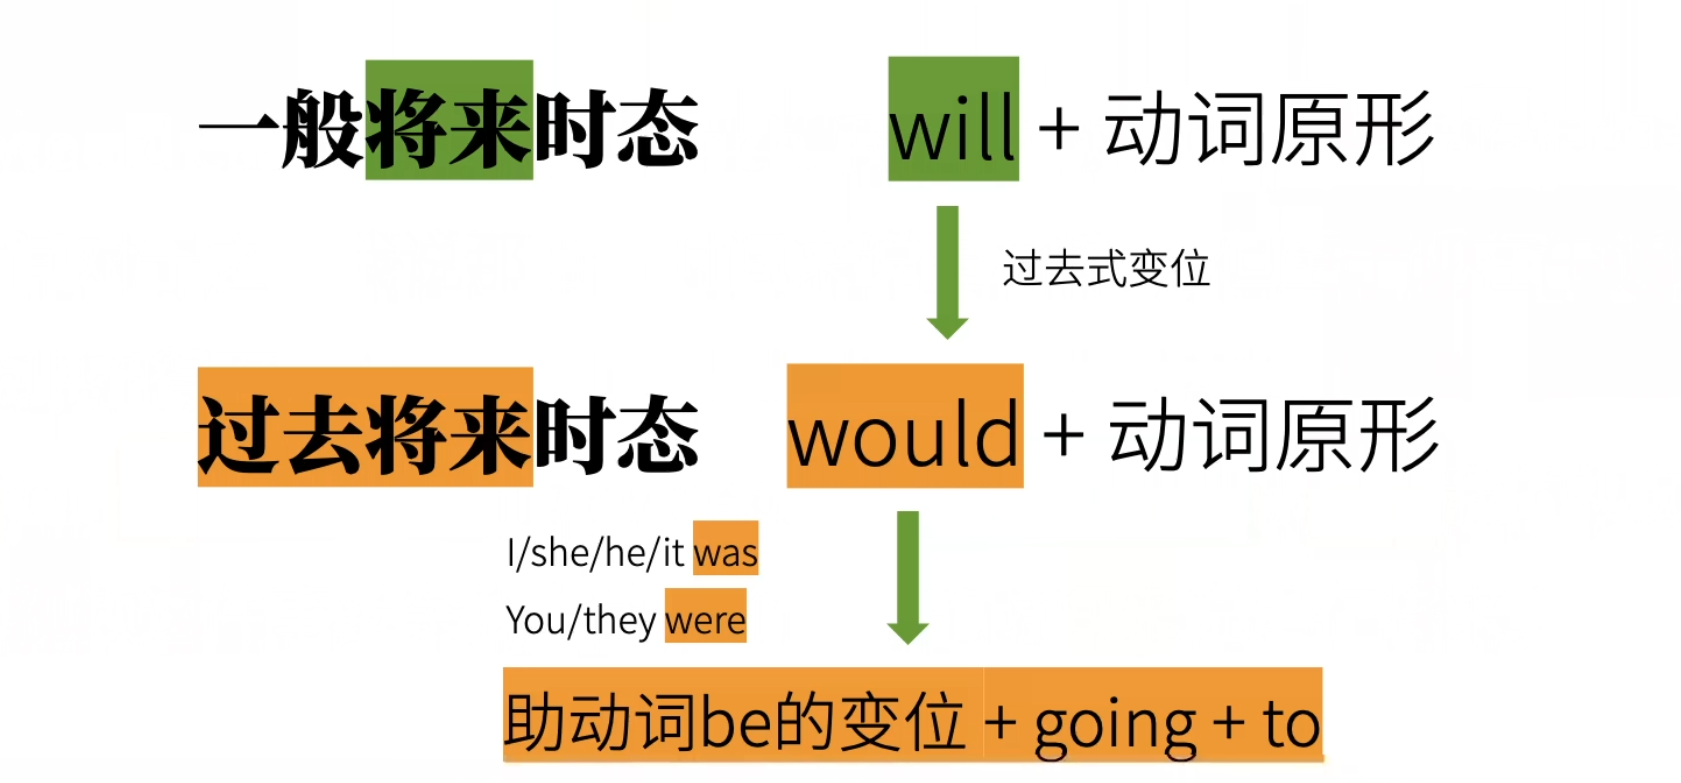 一般将来时态 will + 动词原形
过去式变位
过去将来时态 would + 动词原形
I/she/he/it was
You/they were
助动词be的变位 + going + to